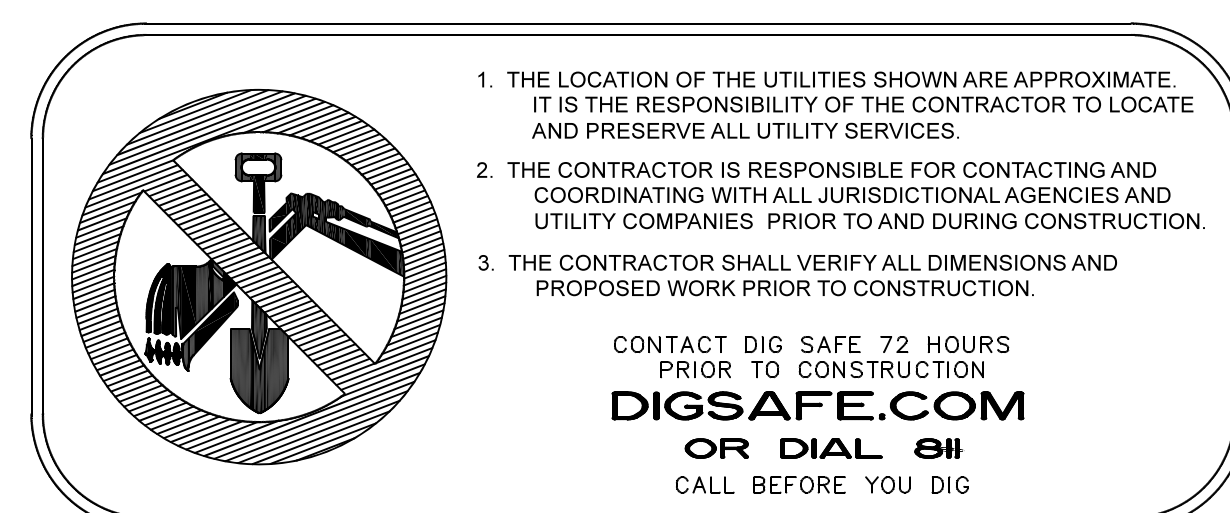 1. THE LOCATION OF THE UTILITIES SHOWN ARE APPROXIMATE.
IT IS THE RESPONSIBILITY OF THE CONTRACTOR TO LOCATE
AND PRESERVE ALL UTILITY SERVICES.
2. THE CONTRACTOR IS RESPONSIBLE FOR CONTACTING AND
COORDINATING WITH ALL JURISDICTIONAL AGENCIES AND
UTILITY COMPANIES PRIOR TO AND DURING CONSTRUCTION.
3. THE CONTRACTOR SHALL VERIFY ALL DIMENSIONS AND
PROPOSED WORK PRIOR TO CONSTRUCTION.
CONTACT DIG SAFE 72 HOURS
PRIOR TO CONSTRUCTION
DIGSAFE.COM
OR DIAL 811
CALL BEFORE YOU DIG